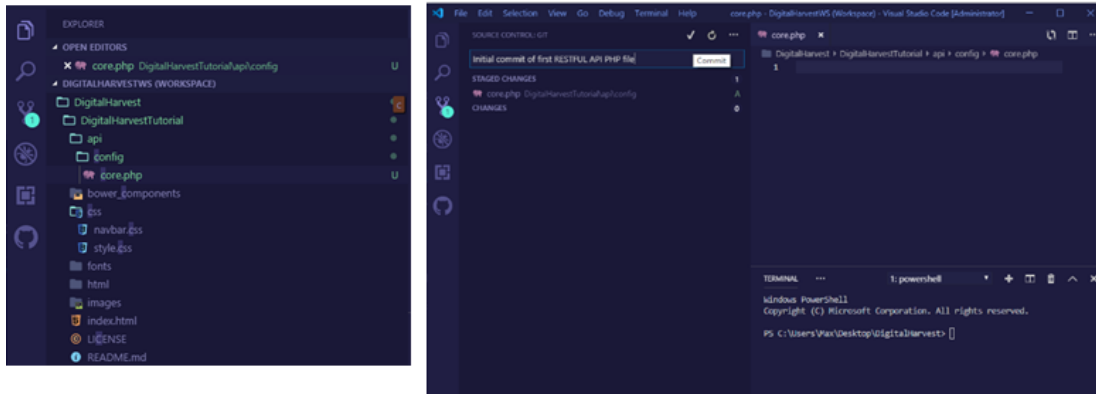 EXPLORER
OPEN EDITORS
core.php DigitalHarvestTutorial\api\config U
DIGITALHARVESTWS (WORKSPACE)
DigitalHarvest
DigitalHarvestTutorial
api
config
core.php U
bower_components
css
navbar.css
style.css
fonts
html
images
index.html
LICENSE
README.md
1
c
File Edit Selection View Go Debug Terminal Help core.php - DigitalHarvestWS (Workspace) - Visual Studio Code [Administrator]
SOURCE CONTROL: GIT
Initial commit of first RESTFUL API PHP file
Commit
STAGED CHANGES 1
core.php DigitalHarvestTutorial\api\config A
CHANGES 0
1
core.php
DigitalHarvest DigitalHarvestTutorial api config core.php
1
TERMINAL ... 1: powershell
Windows PowerShell
Copyright (C) Microsoft Corporation. All rights reserved.
PS C:\Users\Max\Desktop\DigitalHarvest>